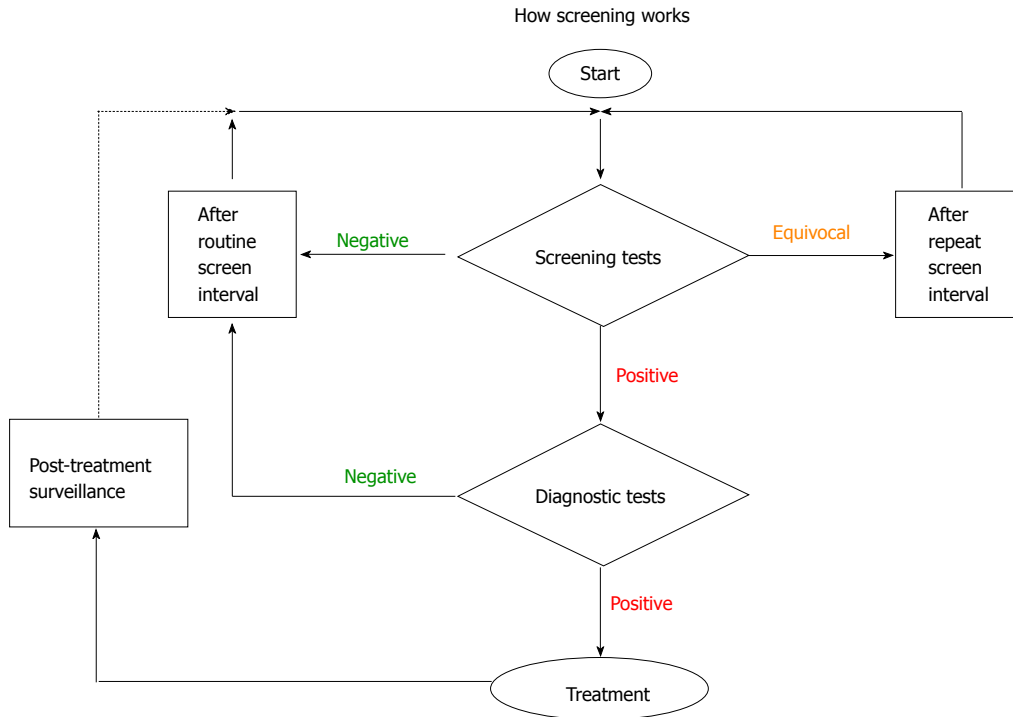 How screening works
Start
After
routine
screen
interval
Negative
Screening tests
Equivocal
After
repeat
screen
interval
Positive
Post-treatment
surveillance
Negative
Diagnostic tests
Positive
Treatment